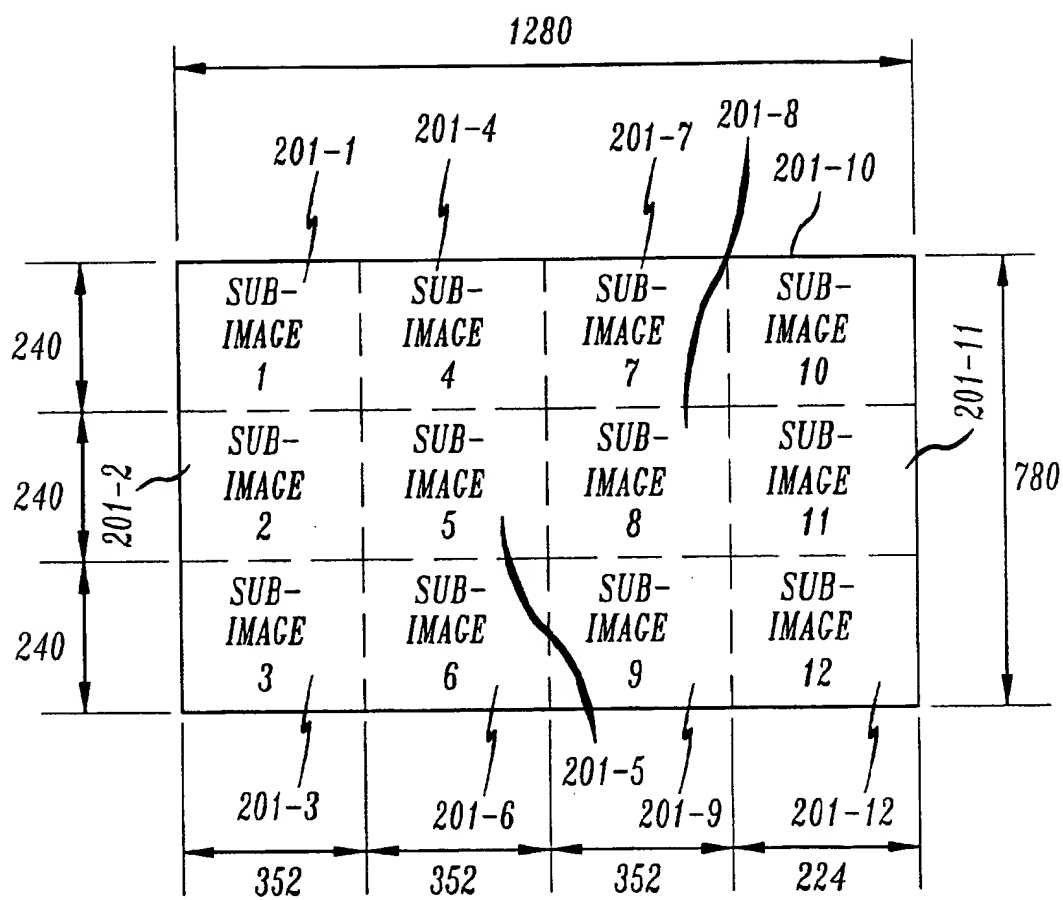 1280
201-1
201-4
201-7
201-8
201-10
SUB-
IMAGE
1
SUB-
IMAGE
4
SUB-
IMAGE
7
SUB-
IMAGE
10
240
201-11
SUB-
IMAGE
2
SUB-
IMAGE
5
SUB-
IMAGE
8
SUB-
IMAGE
11
240
201-2
780
SUB-
IMAGE
3
SUB-
IMAGE
6
SUB-
IMAGE
9
SUB-
IMAGE
12
240
201-3
201-6
201-5
201-9
201-12
352
352
352
224